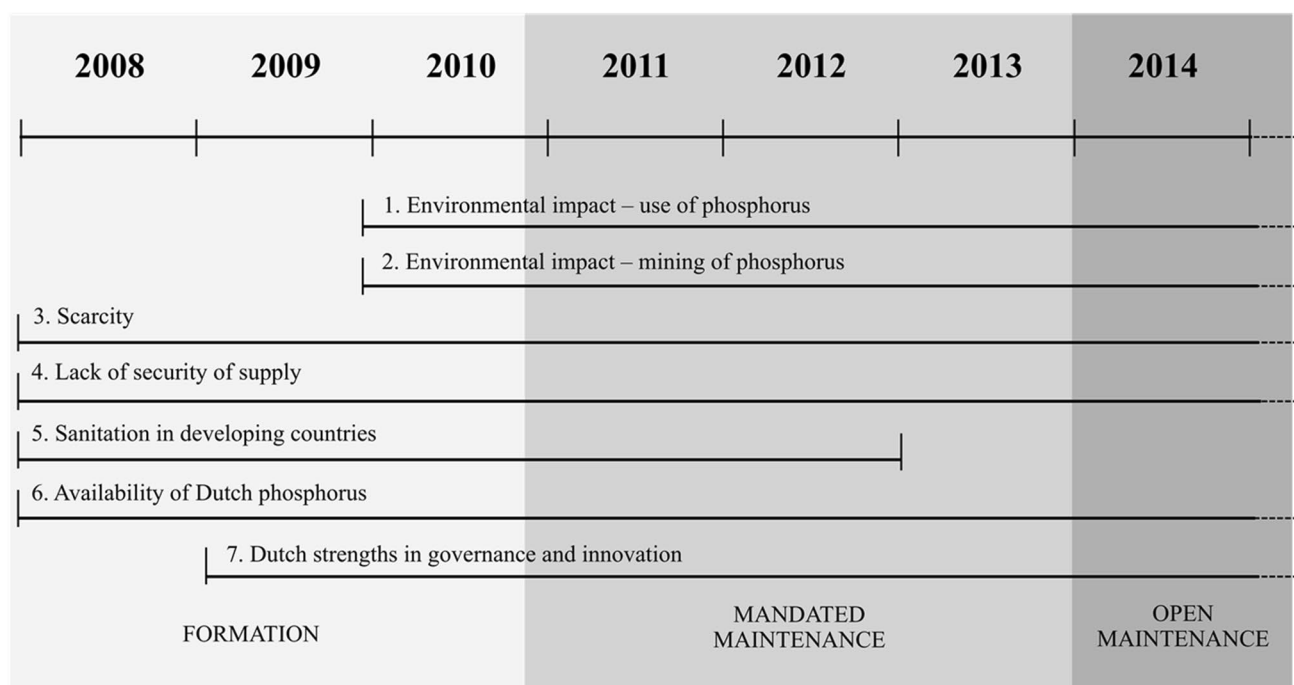 2008 2009 2010 2011 2012 2013 2014
1. Environmental impact – use of phosphorus
2. Environmental impact – mining of phosphorus
3. Scarcity
4. Lack of security of supply
5. Sanitation in developing countries
6. Availability of Dutch phosphorus
7. Dutch strengths in governance and innovation
FORMATION
MANDATED
MAINTENANCE
OPEN
MAINTENANCE